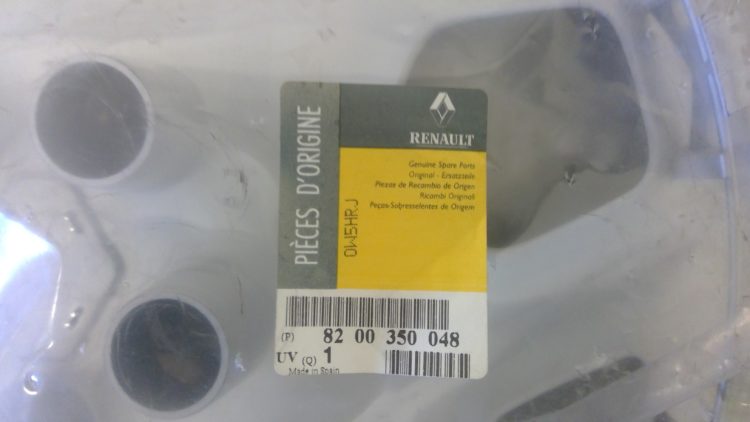 PIÈCES D'ORIGINE
RENAULT
Genuine Spare Parts
Original - Ersatzteile
Piezas de Recambio de Origen
Ricambi Originali
Peças-Sobresselentes de Origem
OW5HRJ
(P) 82 00 350 048
UV (Q) 1
Made in Spain